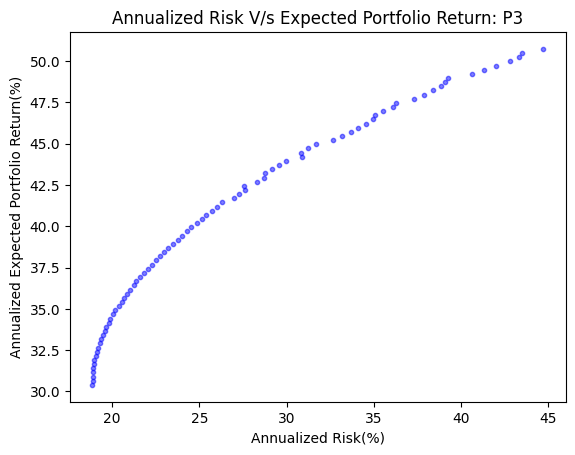 Annualized Risk V/s Expected Portfolio Return: P3
Annualized Expected Portfolio Return(%)
50.0
47.5
45.0
42.5
40.0
37.5
35.0
32.5
30.0
20 25 30 35 40 45
Annualized Risk(%)